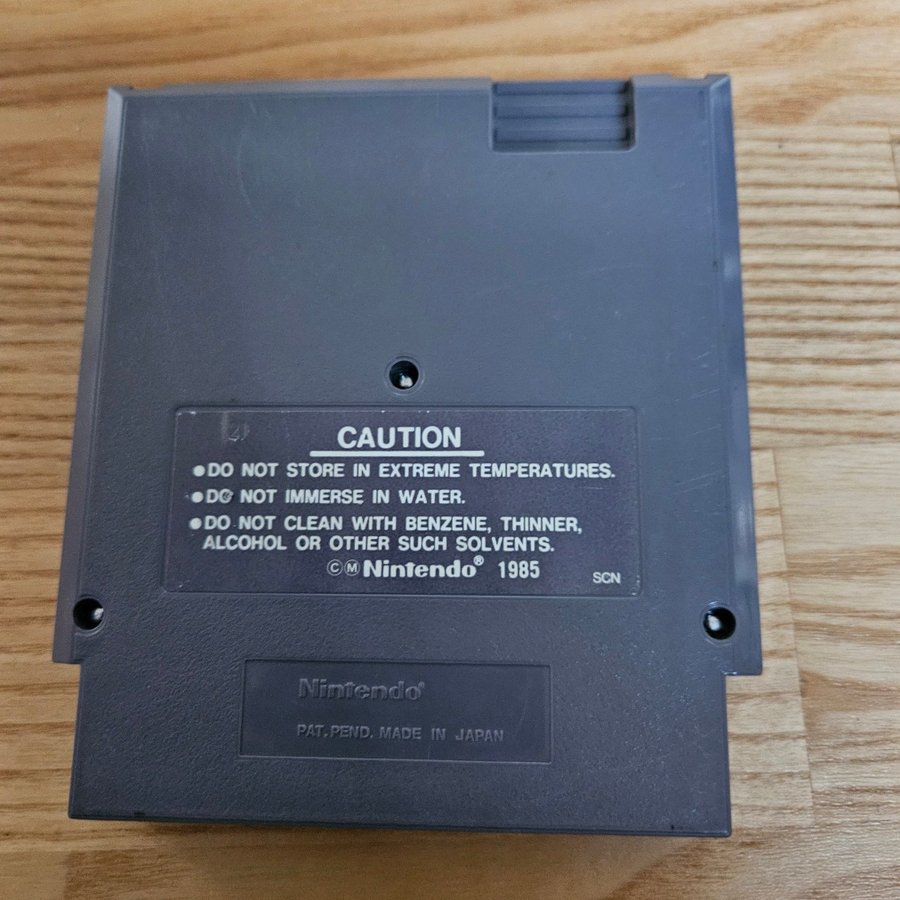 CAUTION
●DO NOT STORE IN EXTREME TEMPERATURES.
●DO NOT IMMERSE IN WATER.
●DO NOT CLEAN WITH BENZENE, THINNER,
ALCOHOL OR OTHER SUCH SOLVENTS.
ⒸⓂNintendo® 1985
SCN
Nintendo®
PAT. PEND. MADE IN JAPAN